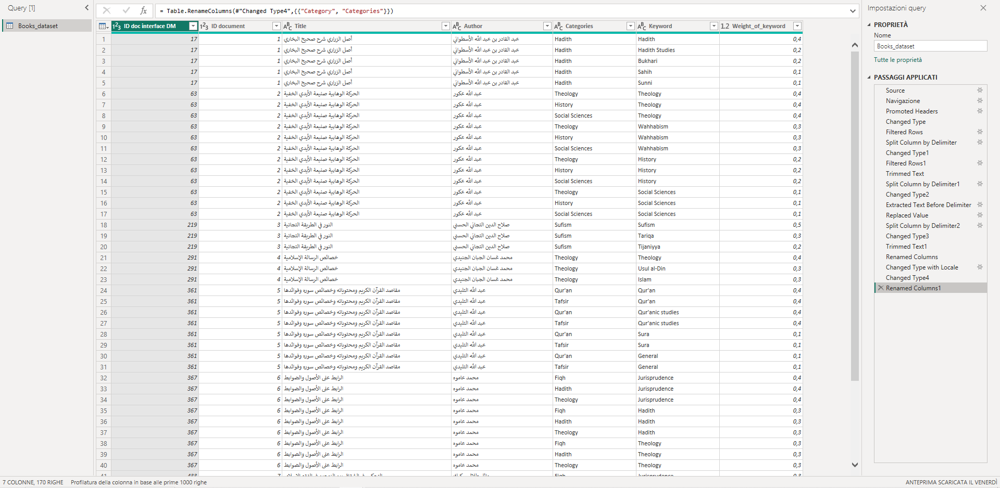 Query [1]
Books_dataset
= Table.RenameColumns(#"Changed Type4",{{"Category", "Categories"}})
ID doc interface DM ID document Title Author Categories Keyword 1.2 Weight_of_keyword
1 17 1 أصل الزراري شرح صحيح البخاري عبد القادر بن عبد الله الأسطواني Hadith Hadith 0,4
2 17 1 أصل الزراري شرح صحيح البخاري عبد القادر بن عبد الله الأسطواني Hadith Hadith Studies 0,2
3 17 1 أصل الزراري شرح صحيح البخاري عبد القادر بن عبد الله الأسطواني Hadith Bukhari 0,2
4 17 1 أصل الزراري شرح صحيح البخاري عبد القادر بن عبد الله الأسطواني Hadith Sahih 0,1
5 17 1 أصل الزراري شرح صحيح البخاري عبد القادر بن عبد الله الأسطواني Hadith Sunni 0,1
6 63 2 الحركة الوهابية صنيعة الأيدي الخفية عبد الله عكور Theology Theology 0,4
7 63 2 الحركة الوهابية صنيعة الأيدي الخفية عبد الله عكور History Theology 0,4
8 63 2 الحركة الوهابية صنيعة الأيدي الخفية عبد الله عكور Social Sciences Theology 0,4
9 63 2 الحركة الوهابية صنيعة الأيدي الخفية عبد الله عكور Theology Wahhabism 0,3
10 63 2 الحركة الوهابية صنيعة الأيدي الخفية عبد الله عكور History Wahhabism 0,3
11 63 2 الحركة الوهابية صنيعة الأيدي الخفية عبد الله عكور Social Sciences Wahhabism 0,3
12 63 2 الحركة الوهابية صنيعة الأيدي الخفية عبد الله عكور Theology History 0,2
13 63 2 الحركة الوهابية صنيعة الأيدي الخفية عبد الله عكور History History 0,2
14 63 2 الحركة الوهابية صنيعة الأيدي الخفية عبد الله عكور Social Sciences History 0,2
15 63 2 الحركة الوهابية صنيعة الأيدي الخفية عبد الله عكور Theology Social Sciences 0,1
16 63 2 الحركة الوهابية صنيعة الأيدي الخفية عبد الله عكور History Social Sciences 0,1
17 63 2 الحركة الوهابية صنيعة الأيدي الخفية عبد الله عكور Social Sciences Social Sciences 0,1
18 219 3 النور في الطريقة التجانية صلاح الدين التجاني الحسني Sufism Sufism 0,5
19 219 3 النور في الطريقة التجانية صلاح الدين التجاني الحسني Sufism Tariqa 0,3
20 219 3 النور في الطريقة التجانية صلاح الدين التجاني الحسني Sufism Tijaniyya 0,2
21 291 4 خصائص الرسالة الإسلامية محمد غسان الجبان الجنيدي Theology Theology 0,4
22 291 4 خصائص الرسالة الإسلامية محمد غسان الجبان الجنيدي Theology Usul al-Din 0,3
23 291 4 خصائص الرسالة الإسلامية محمد غسان الجبان الجنيدي Theology Islam 0,3
24 361 5 مقاصد القرآن الكريم ومحتوياته وخصائص سوره وفوائدها عبد الله التليدي Qur'an Qur'an 0,4
25 361 5 مقاصد القرآن الكريم ومحتوياته وخصائص سوره وفوائدها عبد الله التليدي Tafsir Qur'an 0,4
26 361 5 مقاصد القرآن الكريم ومحتوياته وخصائص سوره وفوائدها عبد الله التليدي Qur'an Qur'anic studies 0,4
27 361 5 مقاصد القرآن الكريم ومحتوياته وخصائص سوره وفوائدها عبد الله التليدي Tafsir Qur'anic studies 0,4
28 361 5 مقاصد القرآن الكريم ومحتوياته وخصائص سوره وفوائدها عبد الله التليدي Qur'an Sura 0,1
29 361 5 مقاصد القرآن الكريم ومحتوياته وخصائص سوره وفوائدها عبد الله التليدي Tafsir Sura 0,1
30 361 5 مقاصد القرآن الكريم ومحتوياته وخصائص سوره وفوائدها عبد الله التليدي Qur'an General 0,1
31 361 5 مقاصد القرآن الكريم ومحتوياته وخصائص سوره وفوائدها عبد الله التليدي Tafsir General 0,1
32 367 6 الرابط على الأصول والضوابط محمد عاموه Fiqh Jurisprudence 0,4
33 367 6 الرابط على الأصول والضوابط محمد عاموه Hadith Jurisprudence 0,4
34 367 6 الرابط على الأصول والضوابط محمد عاموه Theology Jurisprudence 0,4
35 367 6 الرابط على الأصول والضوابط محمد عاموه Fiqh Hadith 0,3
36 367 6 الرابط على الأصول والضوابط محمد عاموه Hadith Hadith 0,3
37 367 6 الرابط على الأصول والضوابط محمد عاموه Theology Hadith 0,3
38 367 6 الرابط على الأصول والضوابط محمد عاموه Fiqh Theology 0,3
39 367 6 الرابط على الأصول والضوابط محمد عاموه Hadith Theology 0,3
40 367 6 الرابط على الأصول والضوابط محمد عاموه Theology Theology 0,3
Impostazioni query
PROPRIETÀ
Nome
Books_dataset
Tutte le proprietà
PASSAGGI APPLICATI
Source
Navigazione
Promoted Headers
Changed Type
Filtered Rows
Split Column by Delimiter
Changed Type1
Filtered Rows1
Trimmed Text
Split Column by Delimiter1
Changed Type2
Extracted Text Before Delimiter
Replaced Value
Split Column by Delimiter2
Changed Type3
Trimmed Text1
Renamed Columns
Changed Type with Locale
Changed Type4
Renamed Columns1
7 COLONNE, 170 RIGHE Profilatura della colonna in base alle prime 1000 righe
ANTEPRIMA SCARICATA IL VENERDÌ